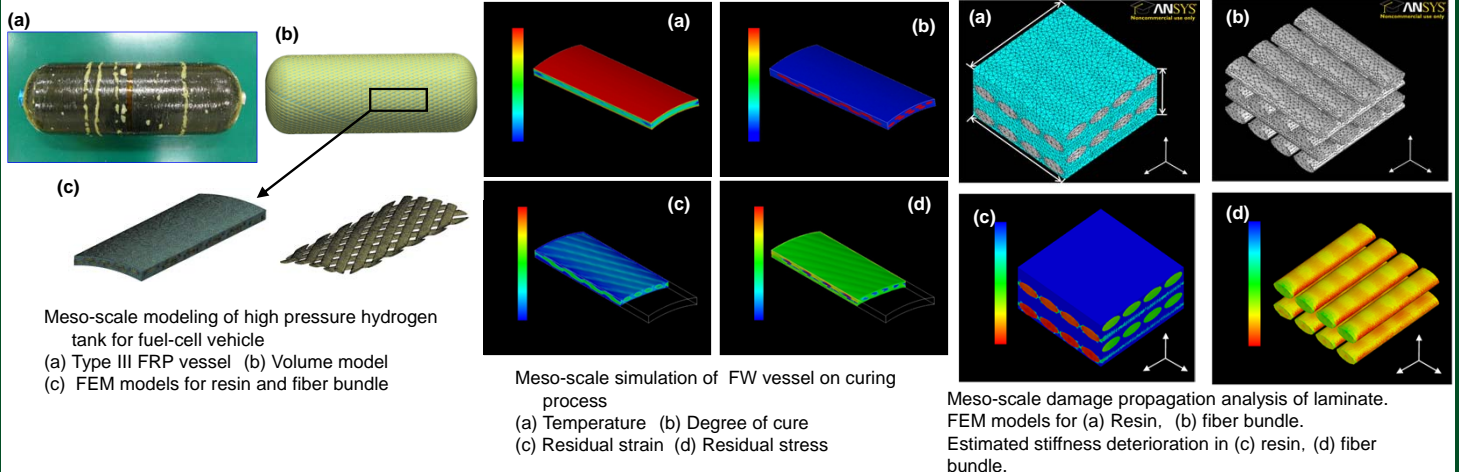 (a)
(b)
(c)
Meso-scale modeling of high pressure hydrogen
tank for fuel-cell vehicle
(a) Type III FRP vessel (b) Volume model
(c) FEM models for resin and fiber bundle
(a)
(b)
(c)
(d)
Meso-scale simulation of FW vessel on curing
process
(a) Temperature (b) Degree of cure
(c) Residual strain (d) Residual stress
(a)
ANSYS
Noncommercial use only
(b)
ANSYS
Noncommercial use only
(c)
(d)
Meso-scale damage propagation analysis of laminate.
FEM models for (a) Resin, (b) fiber bundle.
Estimated stiffness deterioration in (c) resin, (d) fiber
bundle.